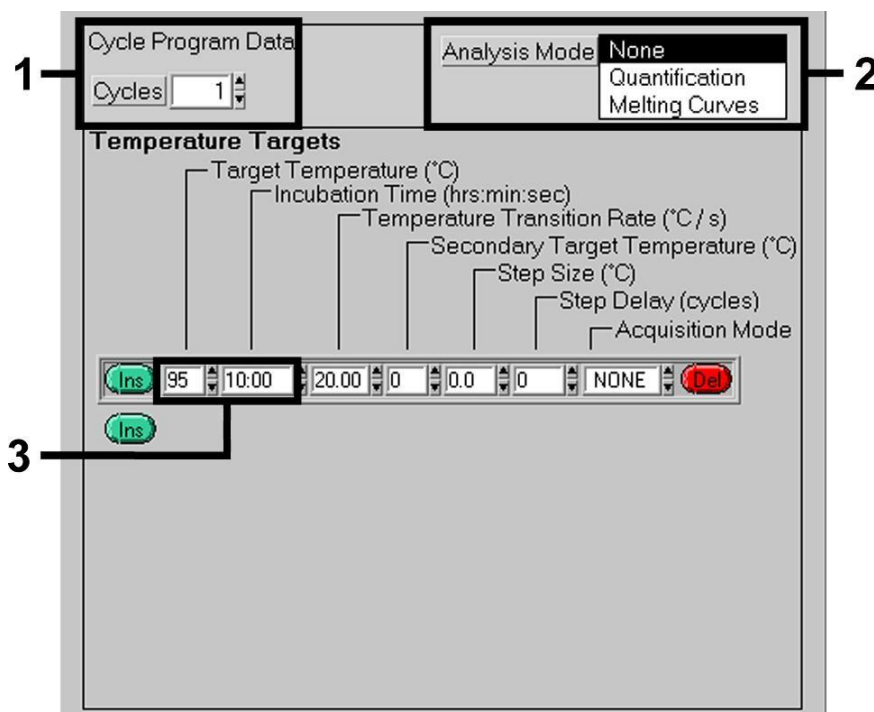 1
Cycle Program Data
Cycles 1
Analysis Mode None
Quantification
Melting Curves
2
Temperature Targets
Target Temperature (°C)
Incubation Time (hrs:min:sec)
Temperature Transition Rate (°C / s)
Secondary Target Temperature (°C)
Step Size (°C)
Step Delay (cycles)
Acquisition Mode
Ins 95 10:00 20.00 0 0.0 0 NONE Del
Ins
3